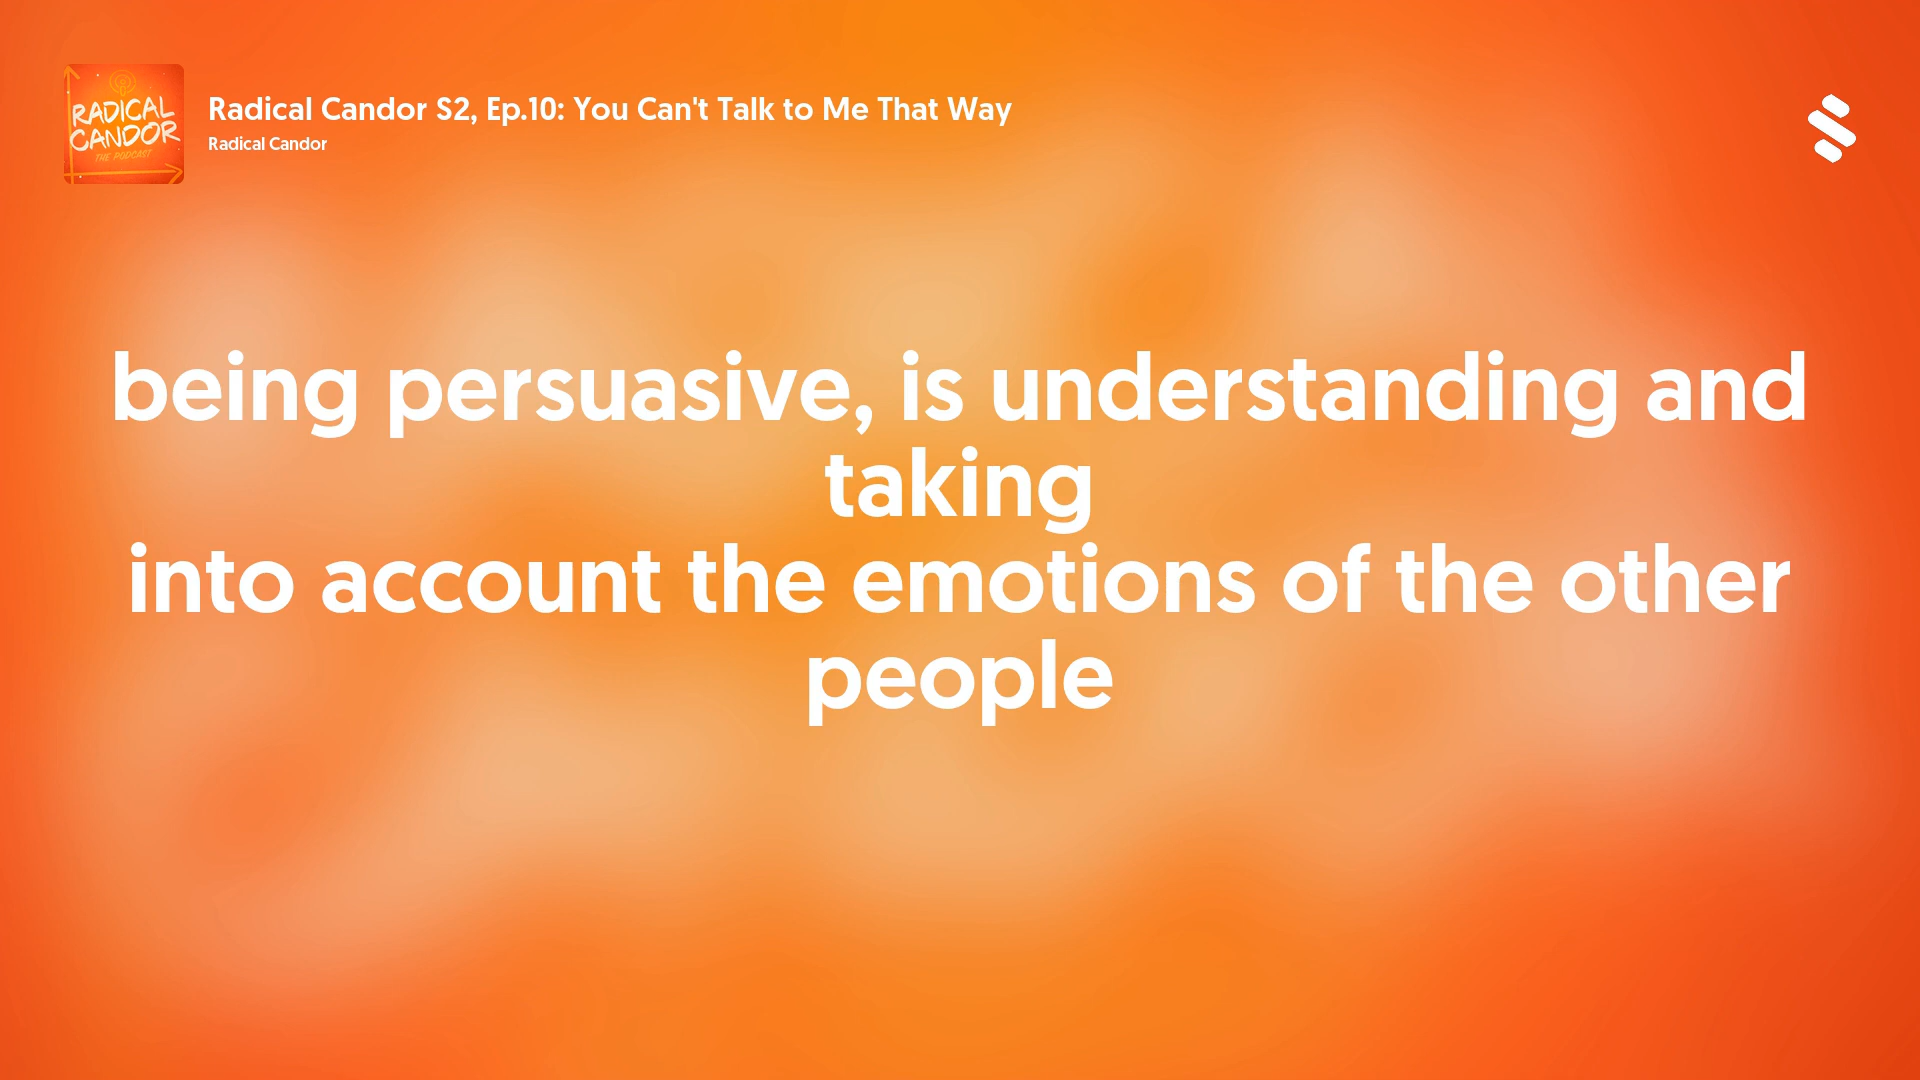 RADICAL
CANDOR
THE PODCAST
Radical Candor S2, Ep.10: You Can't Talk to Me That Way
Radical Candor
being persuasive, is understanding and
taking
into account the emotions of the other
people